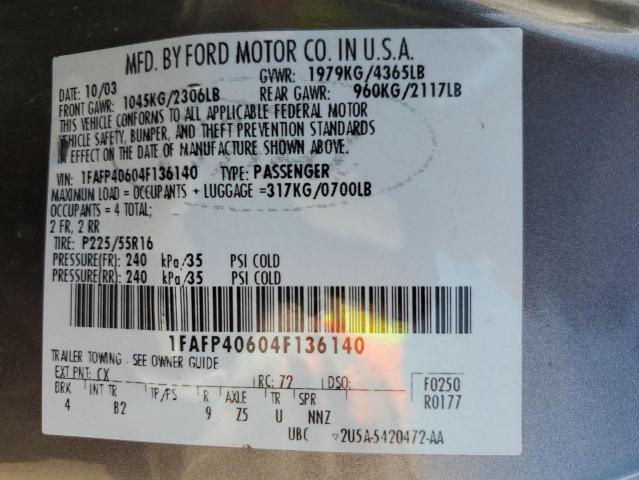 MFD. BY FORD MOTOR CO. IN U.S.A.
DATE: 10/03 GVWR: 1979KG/4365LB
FRONT GAWR: 1045KG/2306LB REAR GAWR: 960KG/2117LB
THIS VEHICLE CONFORMS TO ALL APPLICABLE FEDERAL MOTOR
VEHICLE SAFETY, BUMPER, AND THEFT PREVENTION STANDARDS
IN EFFECT ON THE DATE OF MANUFACTURE SHOWN ABOVE.
VIN: 1FAFP40604F136140 TYPE: PASSENGER
MAXIMUM LOAD = OCCUPANTS + LUGGAGE =317KG/0700LB
OCCUPANTS = 4 TOTAL;
2 FR, 2 RR
TIRE: P225/55R16
PRESSURE(FR): 240 kPa/35 PSI COLD
PRESSURE(RR): 240 kPa/35 PSI COLD
1FAFP40604F136140
TRAILER TOWING - SEE OWNER GUIDE
EXT PNT: CX RC: 72 DSO: F0250
BRK INT TR TP/PS R AXLE TR SPR R0177
4 B2 9 Z5 U NNZ
UBC ▽2U5A-5420472-AA